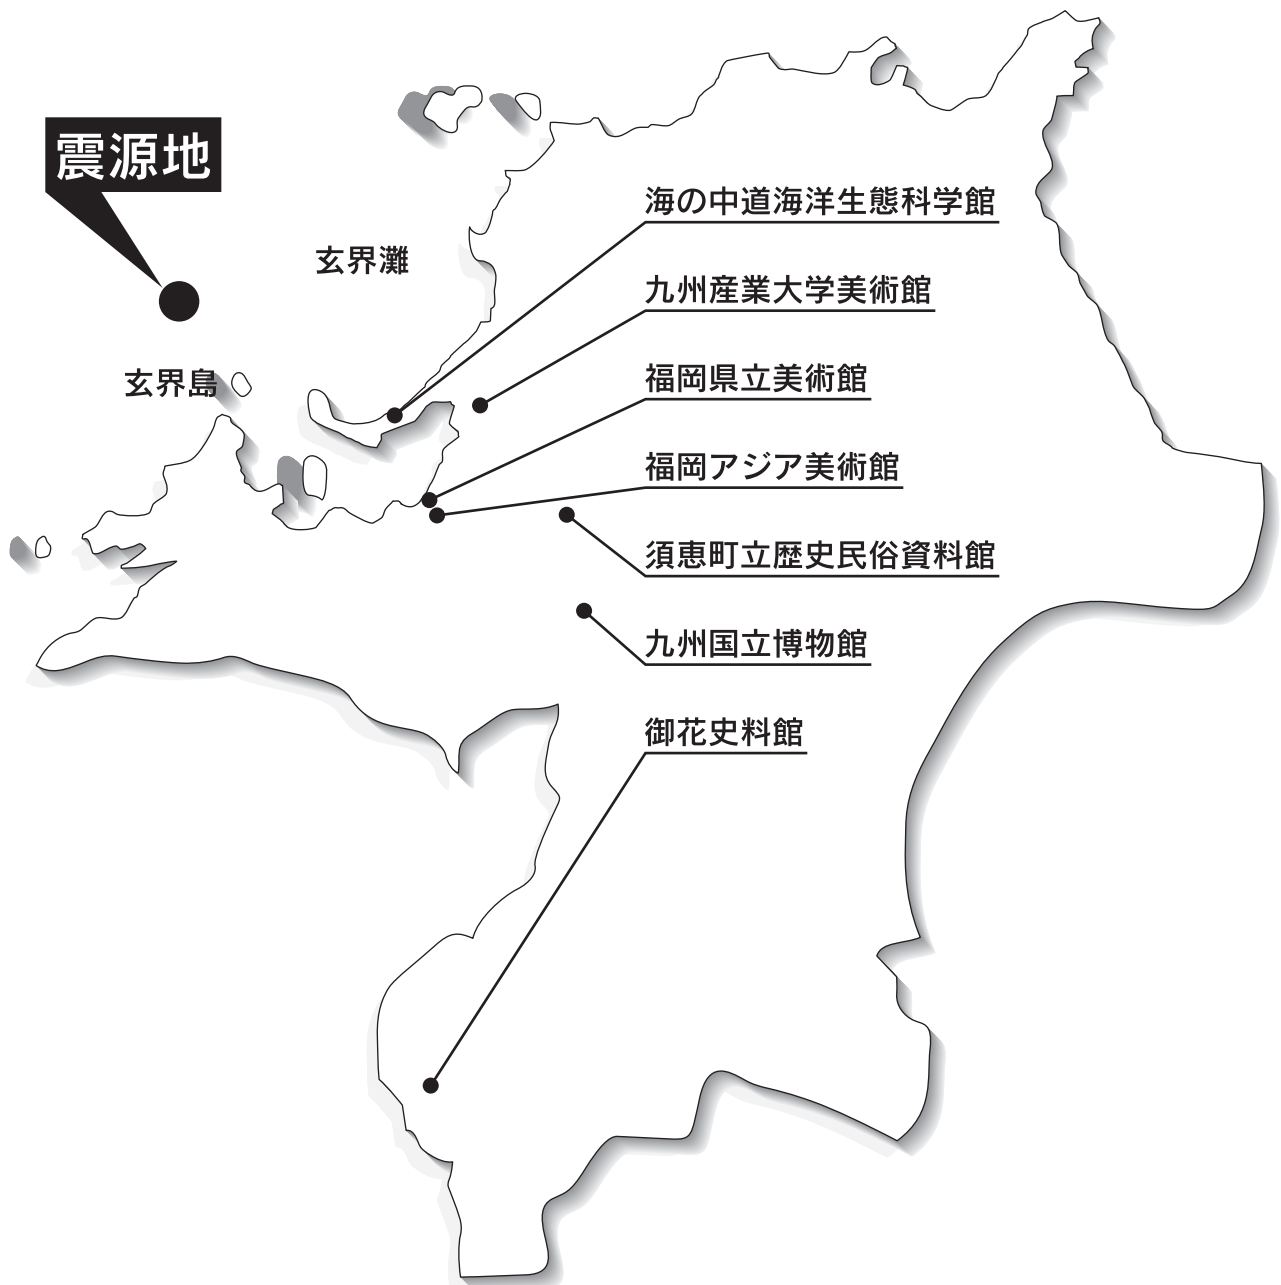 震源地
海の中道海洋生態科学館
玄界灘
九州産業大学美術館
玄界島
福岡県立美術館
福岡アジア美術館
須恵町立歴史民俗資料館
九州国立博物館
御花史料館